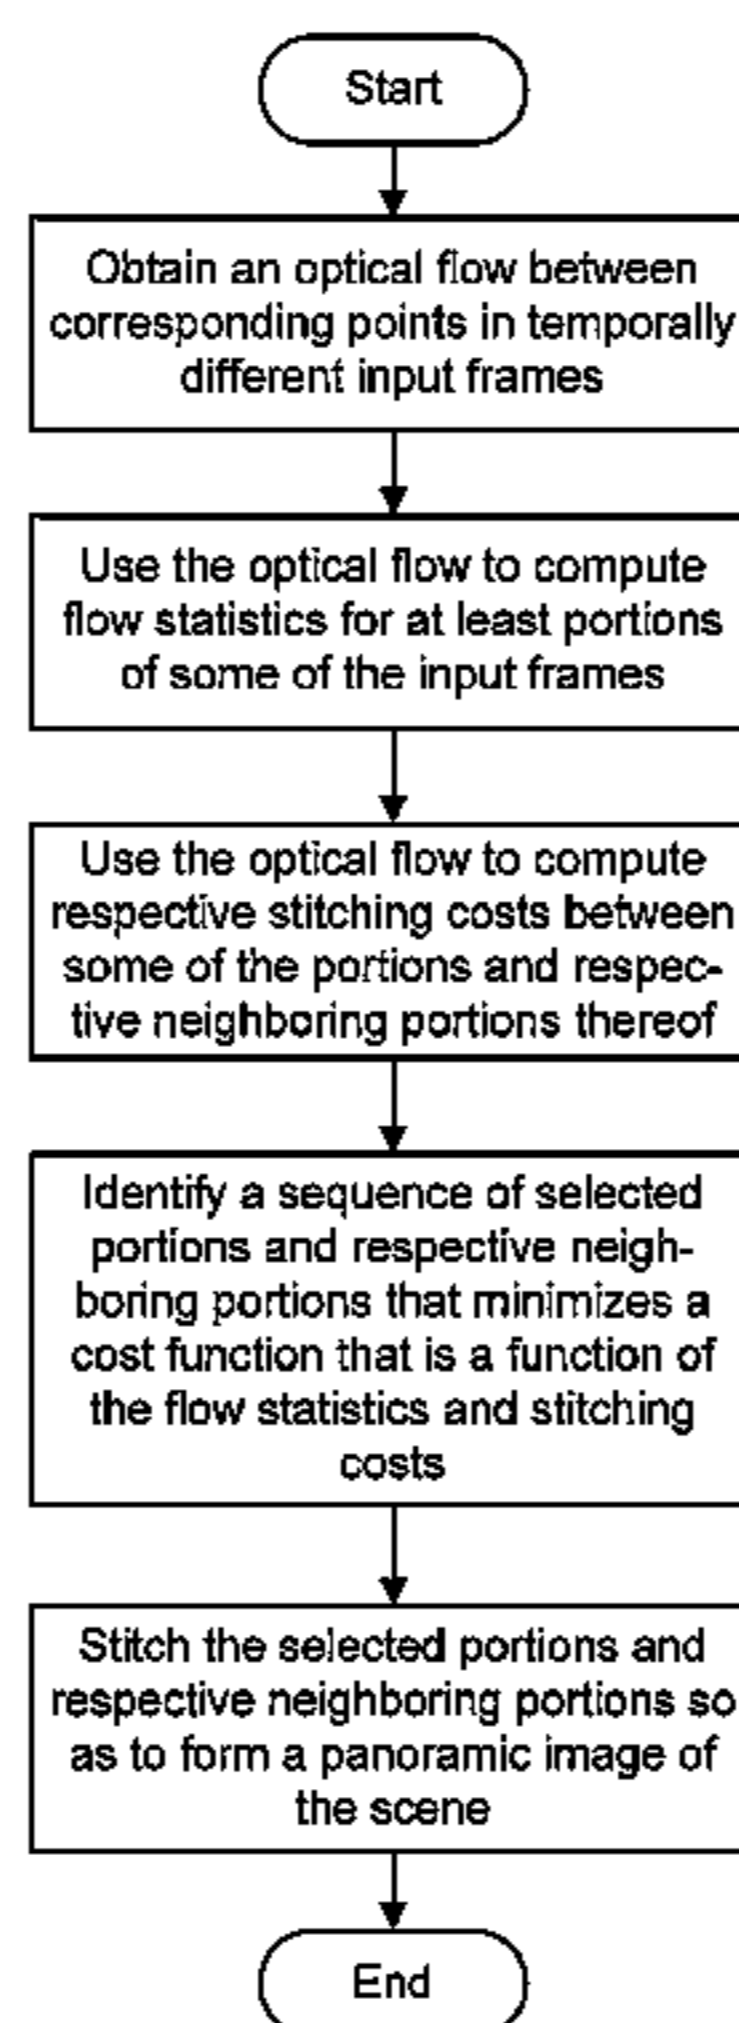 Start
Obtain an optical flow between
corresponding points in temporally
different input frames
Use the optical flow to compute
flow statistics for at least portions
of some of the input frames
Use the optical flow to compute
respective stitching costs between
some of the portions and respec-
tive neighboring portions thereof
Identify a sequence of selected
portions and respective neigh-
boring portions that minimizes a
cost function that is a function of
the flow statistics and stitching
costs
Stitch the selected portions and
respective neighboring portions so
as to form a panoramic image of
the scene
End